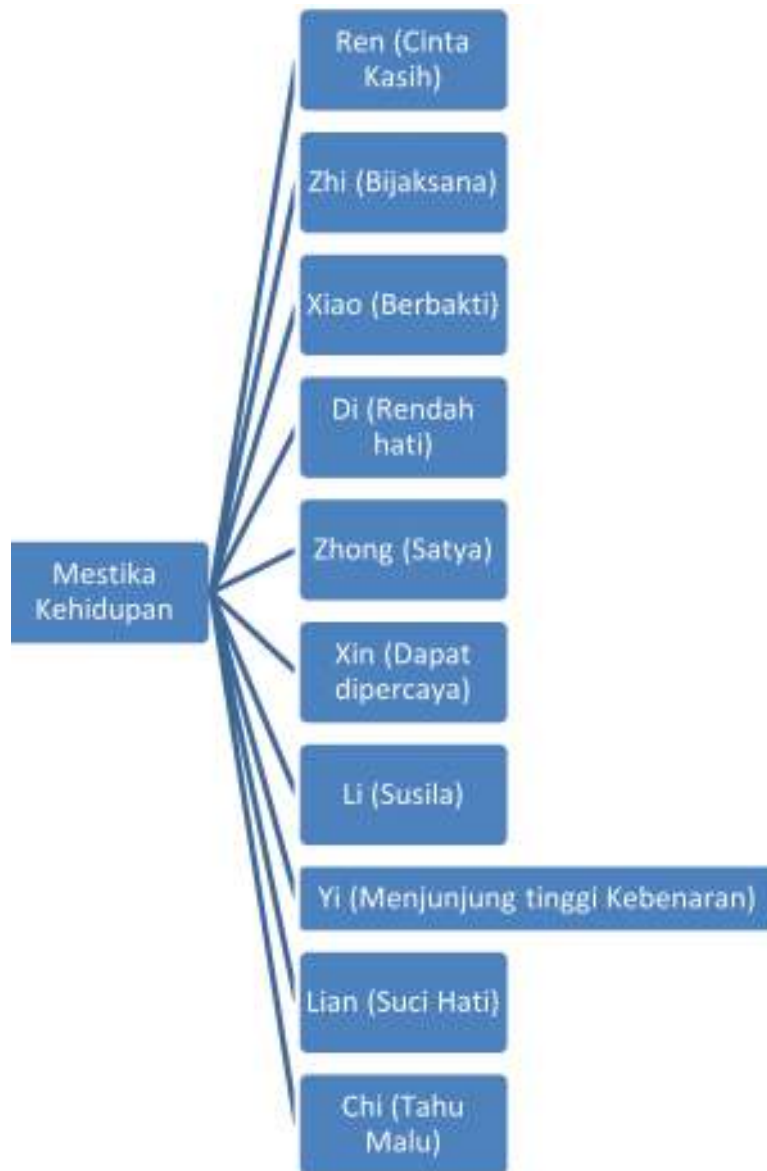 Ren (Cinta
Kasih)
Zhi (Bijaksana)
Xiao (Berbakti)
Di (Rendah
hati)
Zhong (Satya)
Mestika
Kehidupan
Xin (Dapat
dipercaya)
Li (Susila)
Yi (Menjunjung tinggi Kebenaran)
Lian (Suci Hati)
Chi (Tahu
Malu)